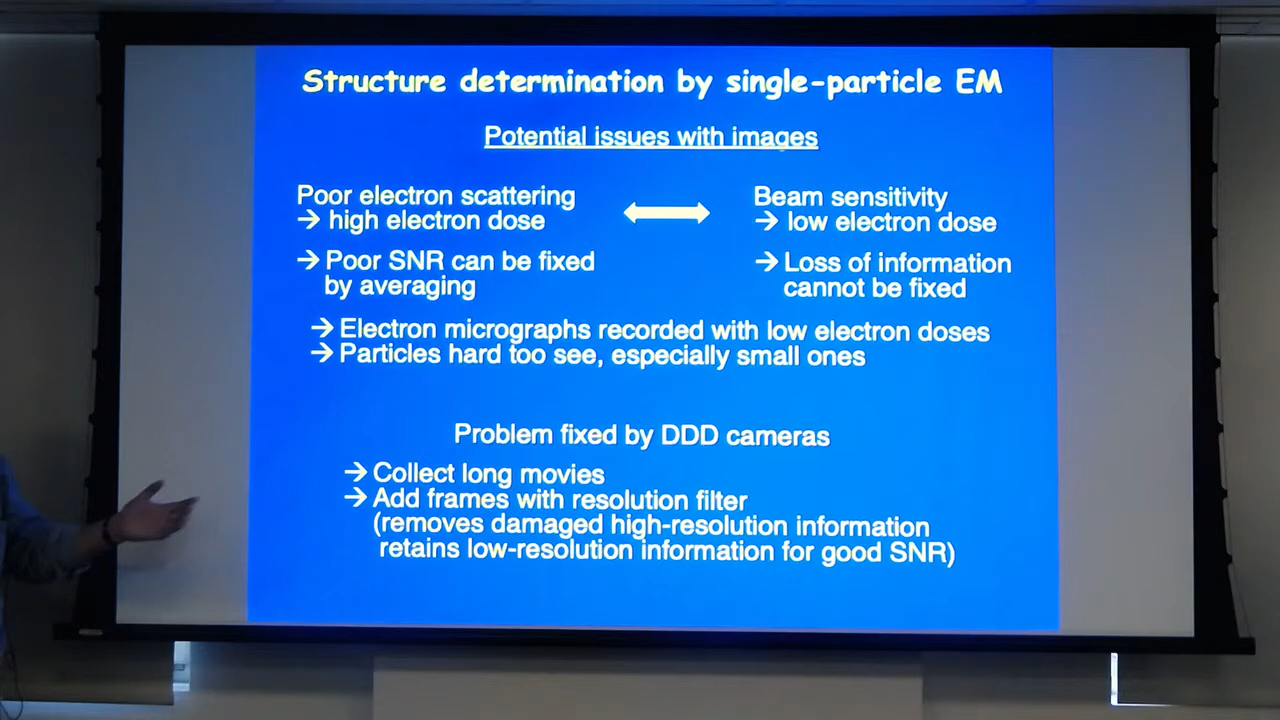 Structure determination by single-particle EM
Potential issues with images
Poor electron scattering
→ high electron dose
→ Poor SNR can be fixed
by averaging
Beam sensitivity
→ low electron dose
→ Loss of information
cannot be fixed
→ Electron micrographs recorded with low electron doses
→ Particles hard too see, especially small ones
Problem fixed by DDD cameras
→ Collect long movies
→ Add frames with resolution filter
(removes damaged high-resolution information
retains low-resolution information for good SNR)